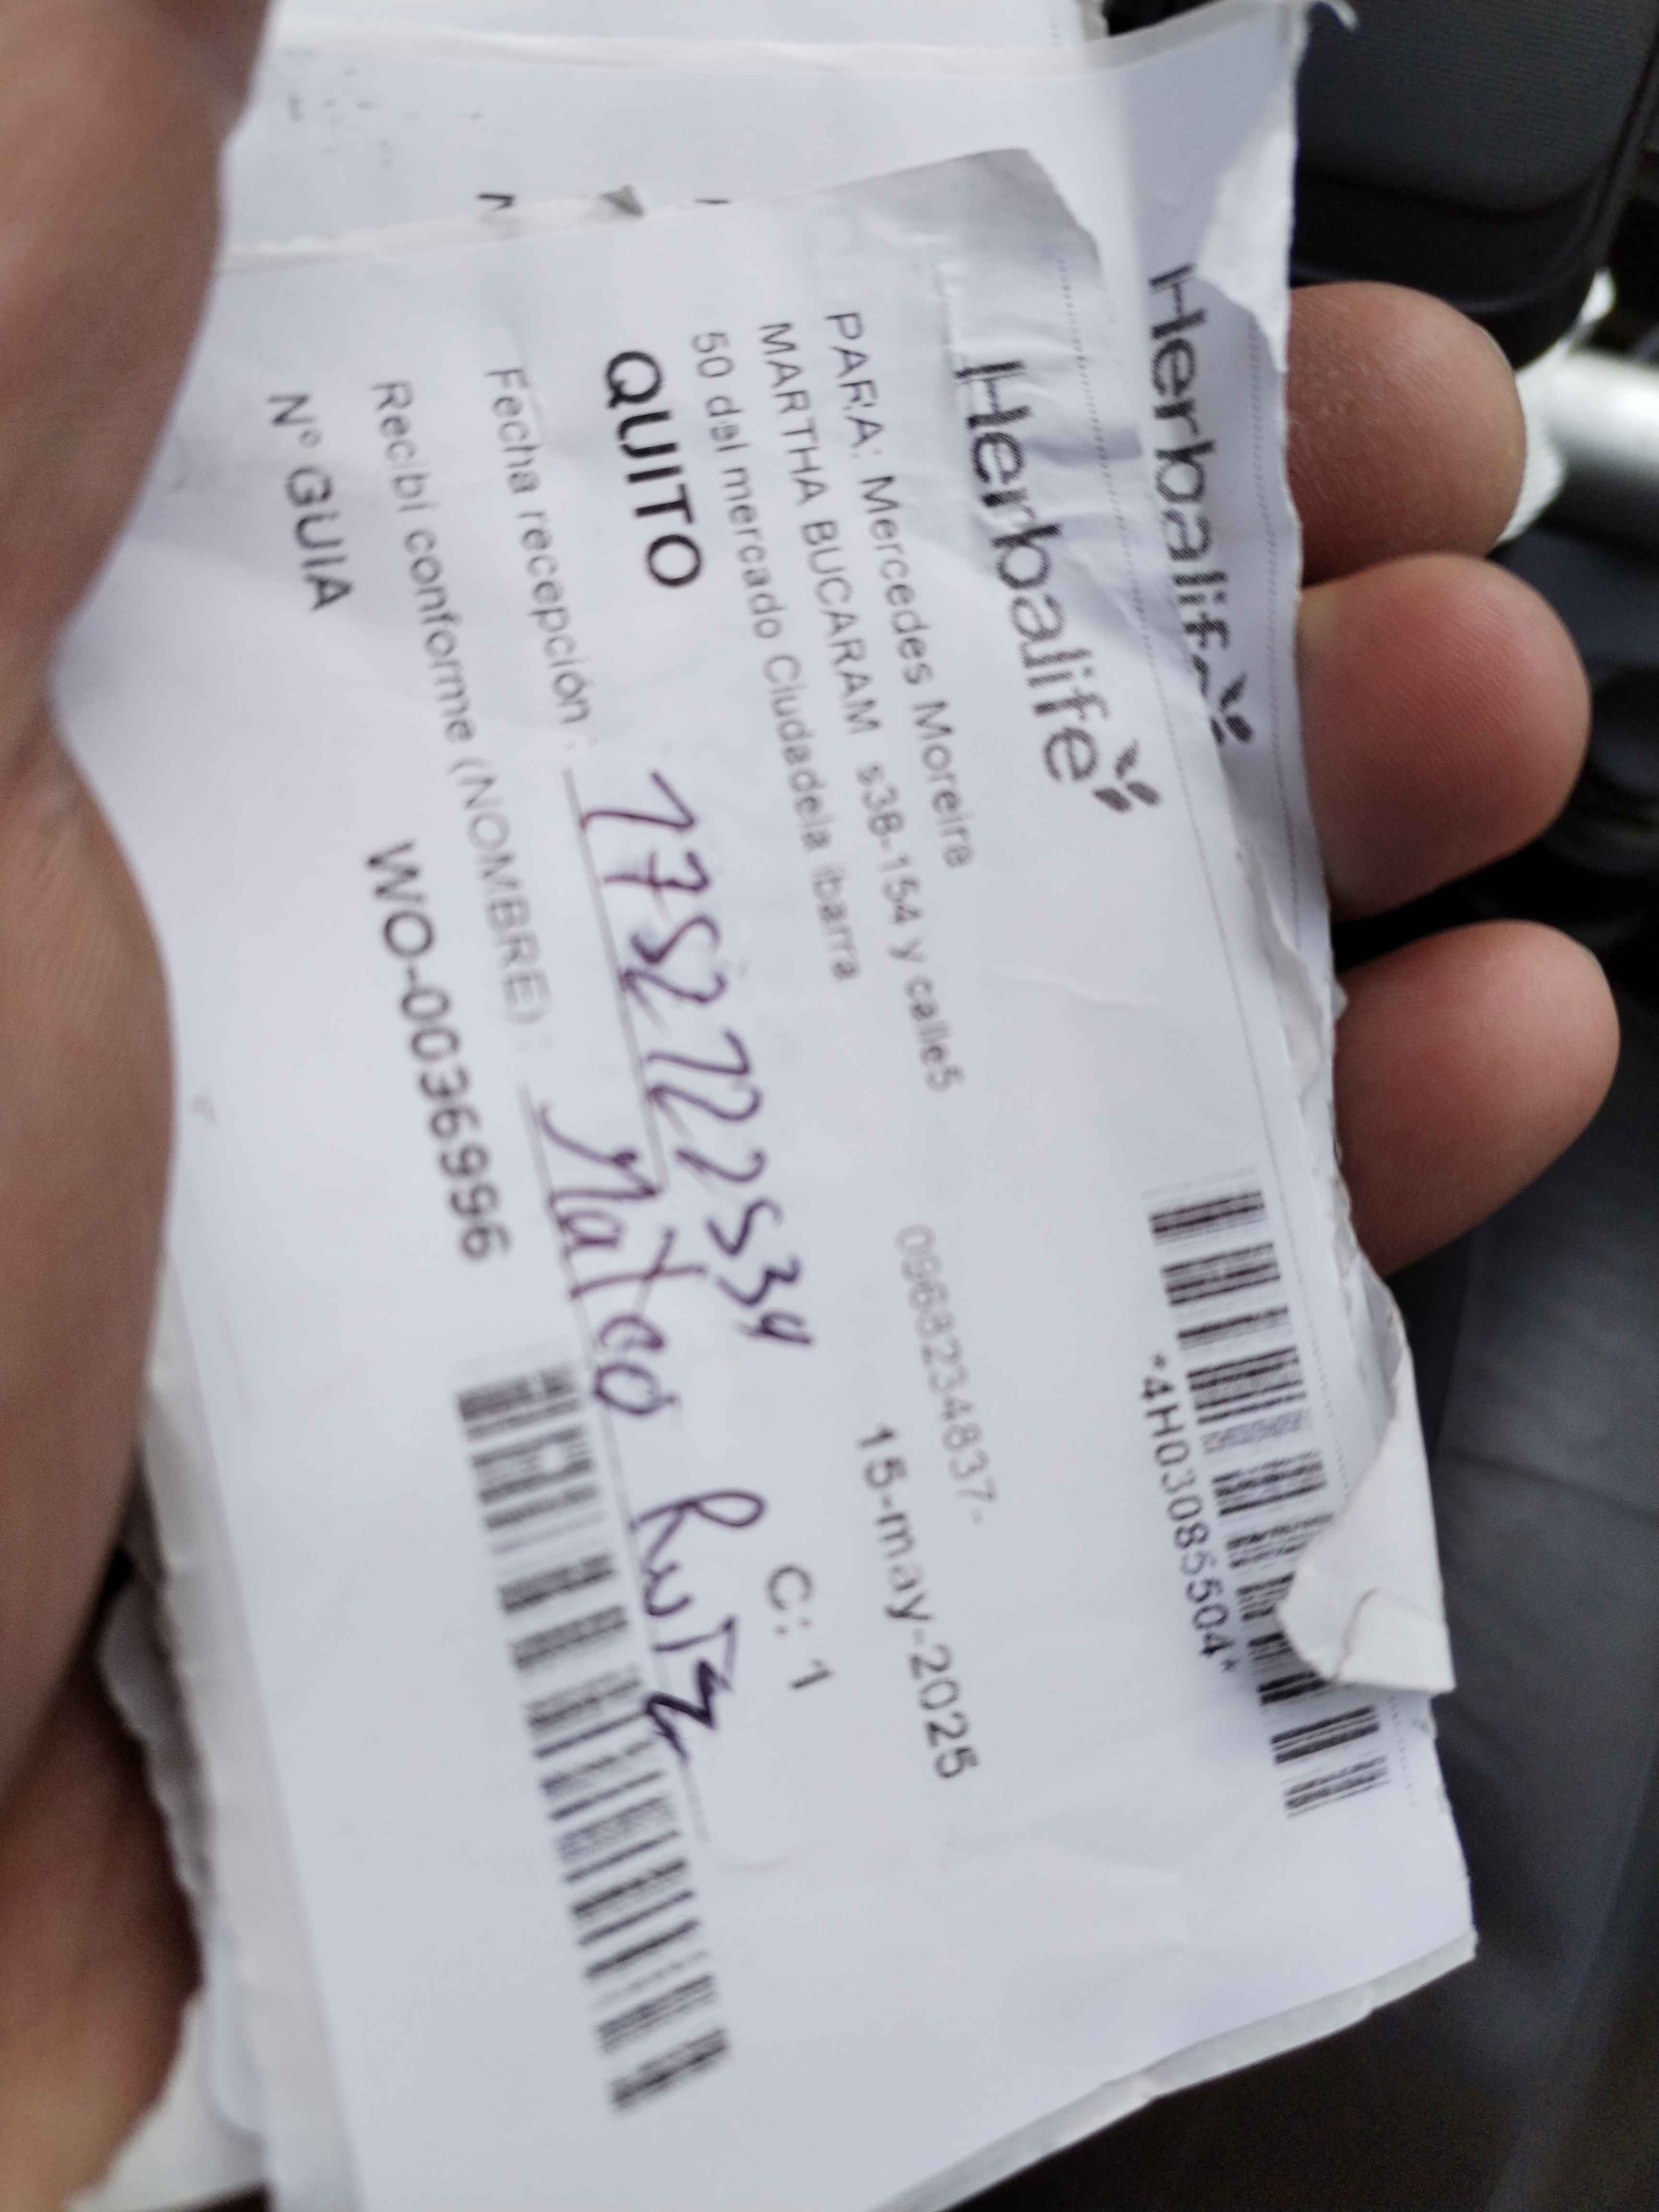 Herbalife
Herbalife
*4H03085504*
PARA: Mercedes Moreira
MARTHA BUCARAM s38-154 y calle5
0968234837-
50 del mercado Ciudadela Ibarra
15-may-2025
QUITO
C: 1
Fecha recepción :
Recibí conforme (NOMBRE) : Mateo Ruiz
Nº GUIA WO-0036996